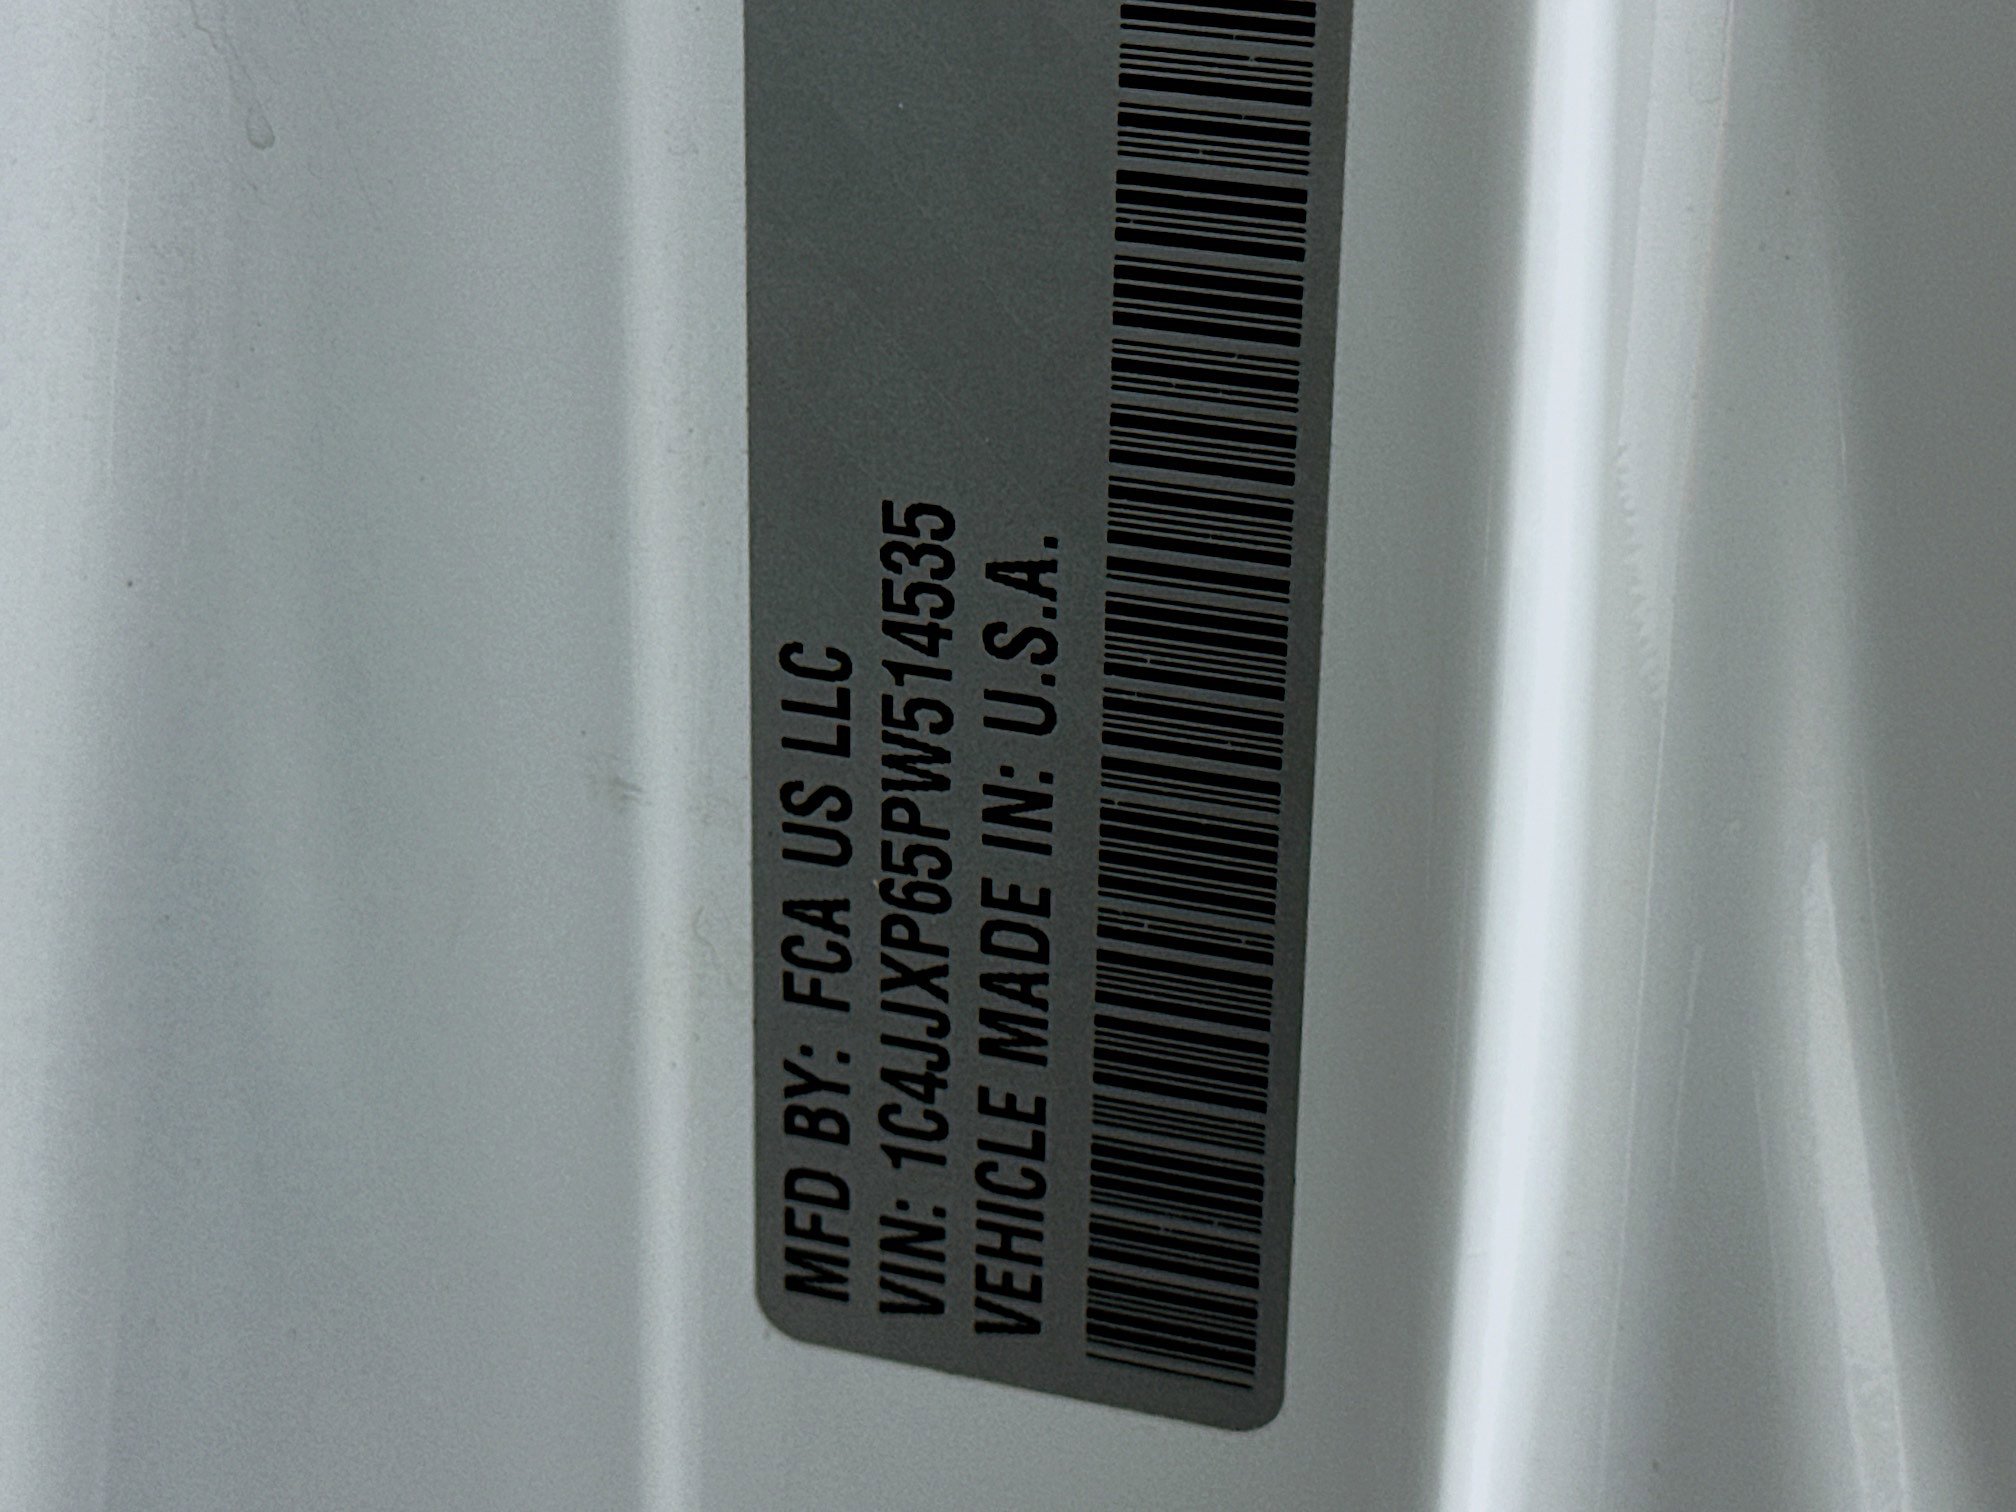 MFD BY: FCA US LLC
VIN: 1C4JJXP65PW514535
VEHICLE MADE IN: U.S.A.